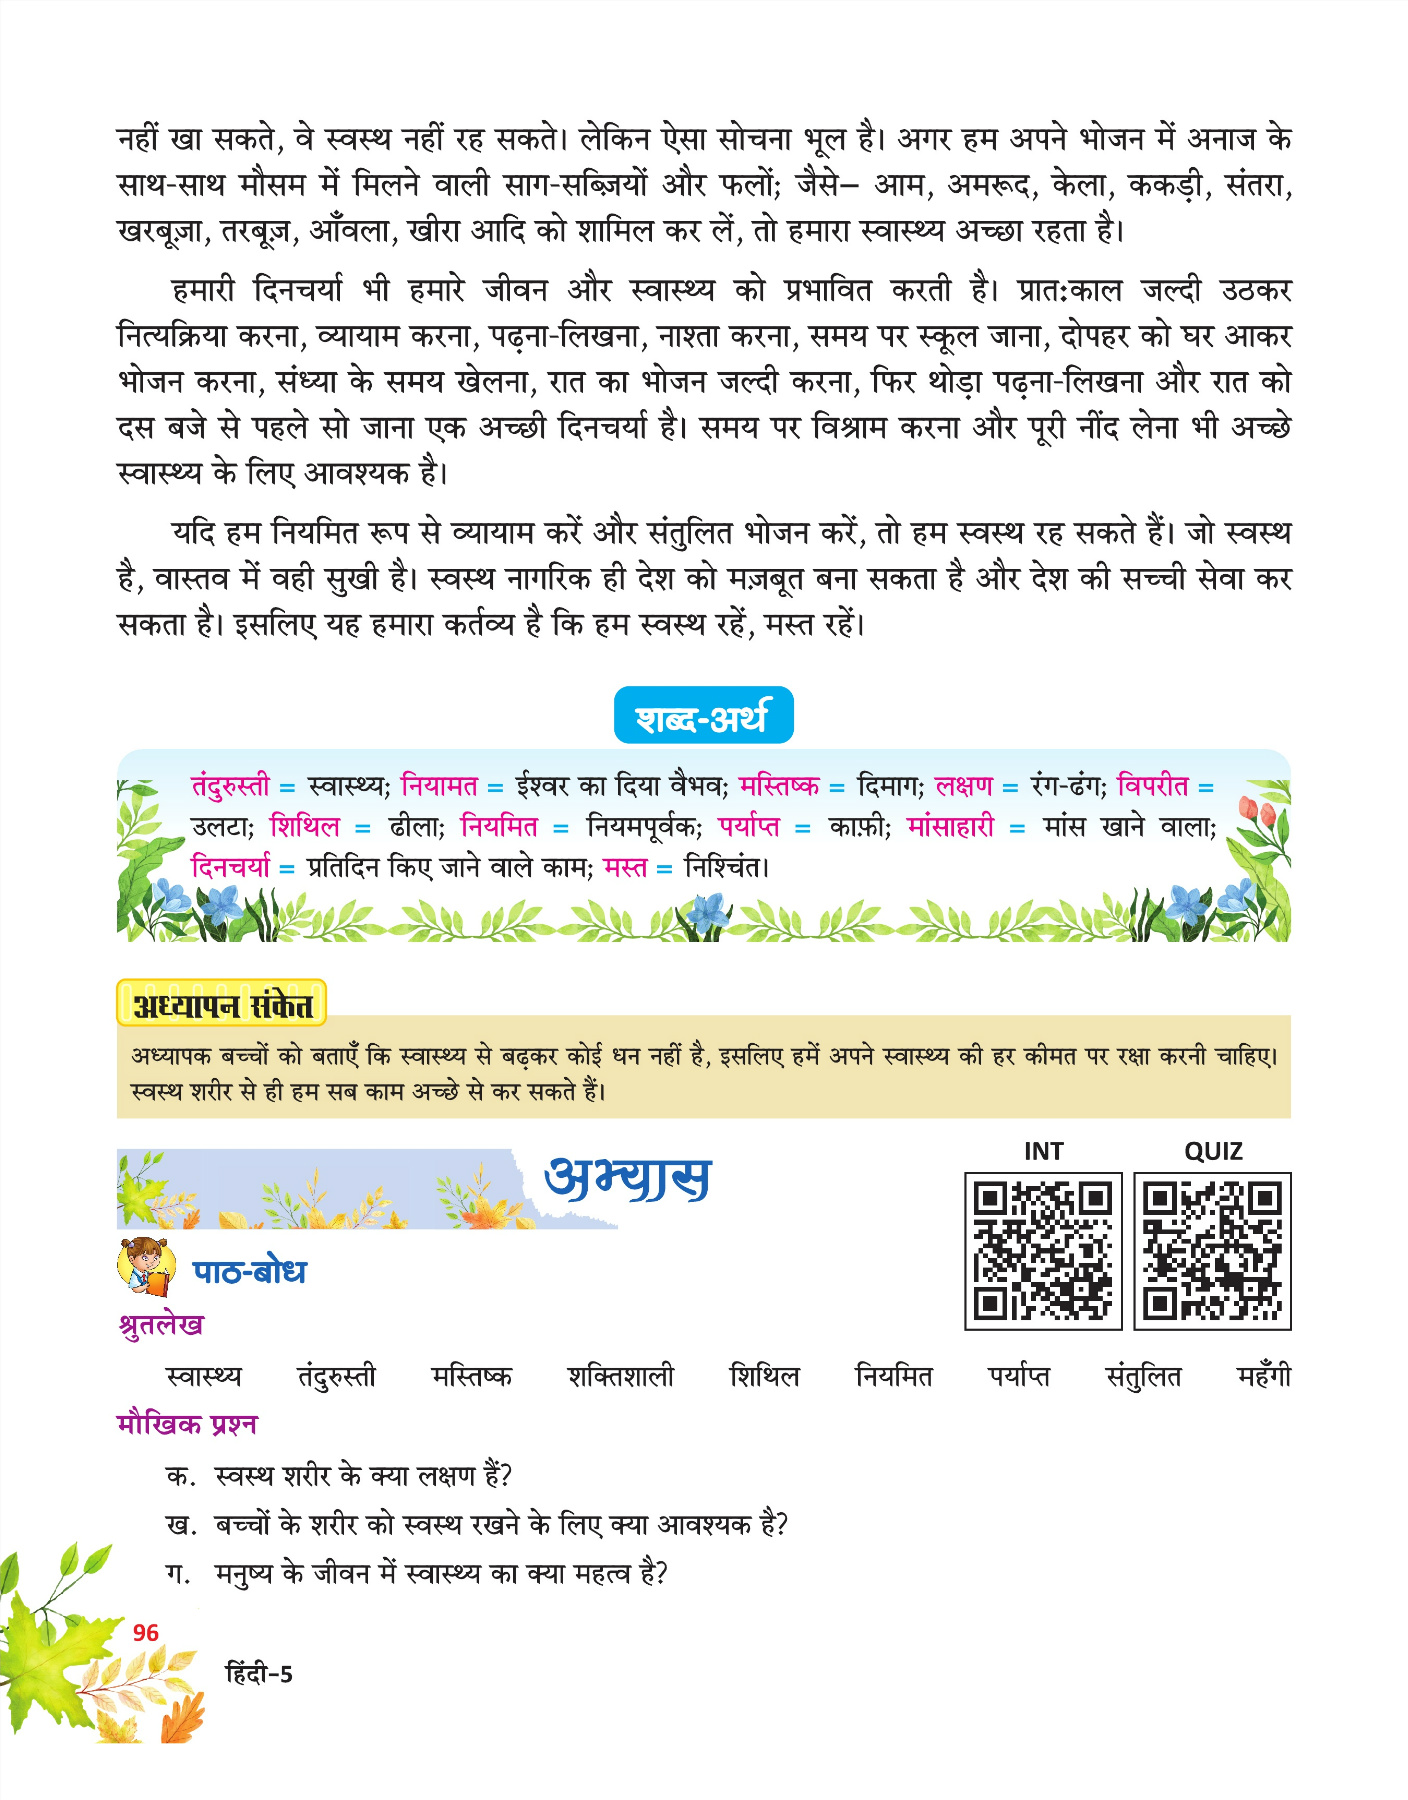 नहीं खा सकते, वे स्वस्थ नहीं रह सकते। लेकिन ऐसा सोचना भूल है। अगर हम अपने भोजन में अनाज के
साथ-साथ मौसम में मिलने वाली साग-सब्ज़ियों और फलों; जैसे– आम, अमरूद, केला, ककड़ी, संतरा,
खरबूज़ा, तरबूज़, आँवला, खीरा आदि को शामिल कर लें, तो हमारा स्वास्थ्य अच्छा रहता है।
हमारी दिनचर्या भी हमारे जीवन और स्वास्थ्य को प्रभावित करती है। प्रातःकाल जल्दी उठकर
नित्यक्रिया करना, व्यायाम करना, पढ़ना-लिखना, नाश्ता करना, समय पर स्कूल जाना, दोपहर को घर आकर
भोजन करना, संध्या के समय खेलना, रात का भोजन जल्दी करना, फिर थोड़ा पढ़ना-लिखना और रात को
दस बजे से पहले सो जाना एक अच्छी दिनचर्या है। समय पर विश्राम करना और पूरी नींद लेना भी अच्छे
स्वास्थ्य के लिए आवश्यक है।
यदि हम नियमित रूप से व्यायाम करें और संतुलित भोजन करें, तो हम स्वस्थ रह सकते हैं। जो स्वस्थ
है, वास्तव में वही सुखी है। स्वस्थ नागरिक ही देश को मज़बूत बना सकता है और देश की सच्ची सेवा कर
सकता है। इसलिए यह हमारा कर्तव्य है कि हम स्वस्थ रहें, मस्त रहें।
शब्द-अर्थ
तंदुरुस्ती = स्वास्थ्य; नियामत = ईश्वर का दिया वैभव; मस्तिष्क = दिमाग; लक्षण = रंग-ढंग; विपरीत =
उलटा; शिथिल = ढीला; नियमित = नियमपूर्वक; पर्याप्त = काफ़ी; मांसाहारी = मांस खाने वाला;
दिनचर्या = प्रतिदिन किए जाने वाले काम; मस्त = निश्चिंत।
अध्यापन संकेत
अध्यापक बच्चों को बताएँ कि स्वास्थ्य से बढ़कर कोई धन नहीं है, इसलिए हमें अपने स्वास्थ्य की हर कीमत पर रक्षा करनी चाहिए।
स्वस्थ शरीर से ही हम सब काम अच्छे से कर सकते हैं।
अभ्यास
INT QUIZ
पाठ-बोध
श्रुतलेख
स्वास्थ्य तंदुरुस्ती मस्तिष्क शक्तिशाली शिथिल नियमित पर्याप्त संतुलित महँगी
मौखिक प्रश्न
क. स्वस्थ शरीर के क्या लक्षण हैं?
ख. बच्चों के शरीर को स्वस्थ रखने के लिए क्या आवश्यक है?
ग. मनुष्य के जीवन में स्वास्थ्य का क्या महत्व है?
96
हिंदी–5